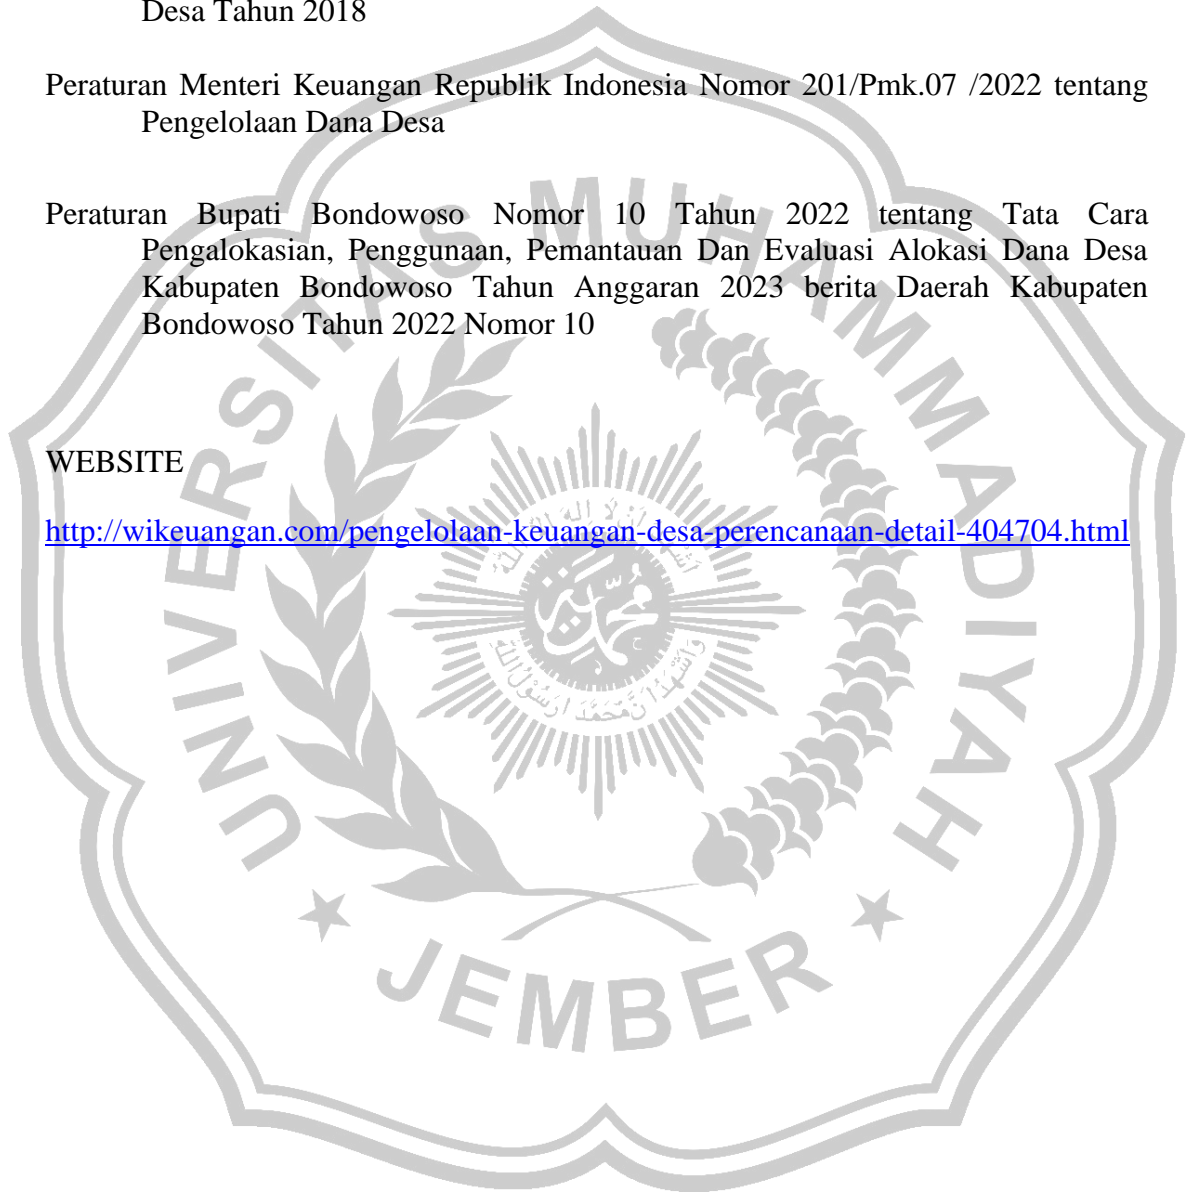 Desa Tahun 2018
Peraturan Menteri Keuangan Republik Indonesia Nomor 201/Pmk.07 /2022 tentang
Pengelolaan Dana Desa
Peraturan Bupati Bondowoso Nomor 10 Tahun 2022 tentang Tata Cara
Pengalokasian, Penggunaan, Pemantauan Dan Evaluasi Alokasi Dana Desa
Kabupaten Bondowoso Tahun Anggaran 2023 berita Daerah Kabupaten
Bondowoso Tahun 2022 Nomor 10
WEBSITE
http://wikeuangan.com/pengelolaan-keuangan-desa-perencanaan-detail-404704.html
UNIVERSITAS MUHAMMADIYAH
JEMBER